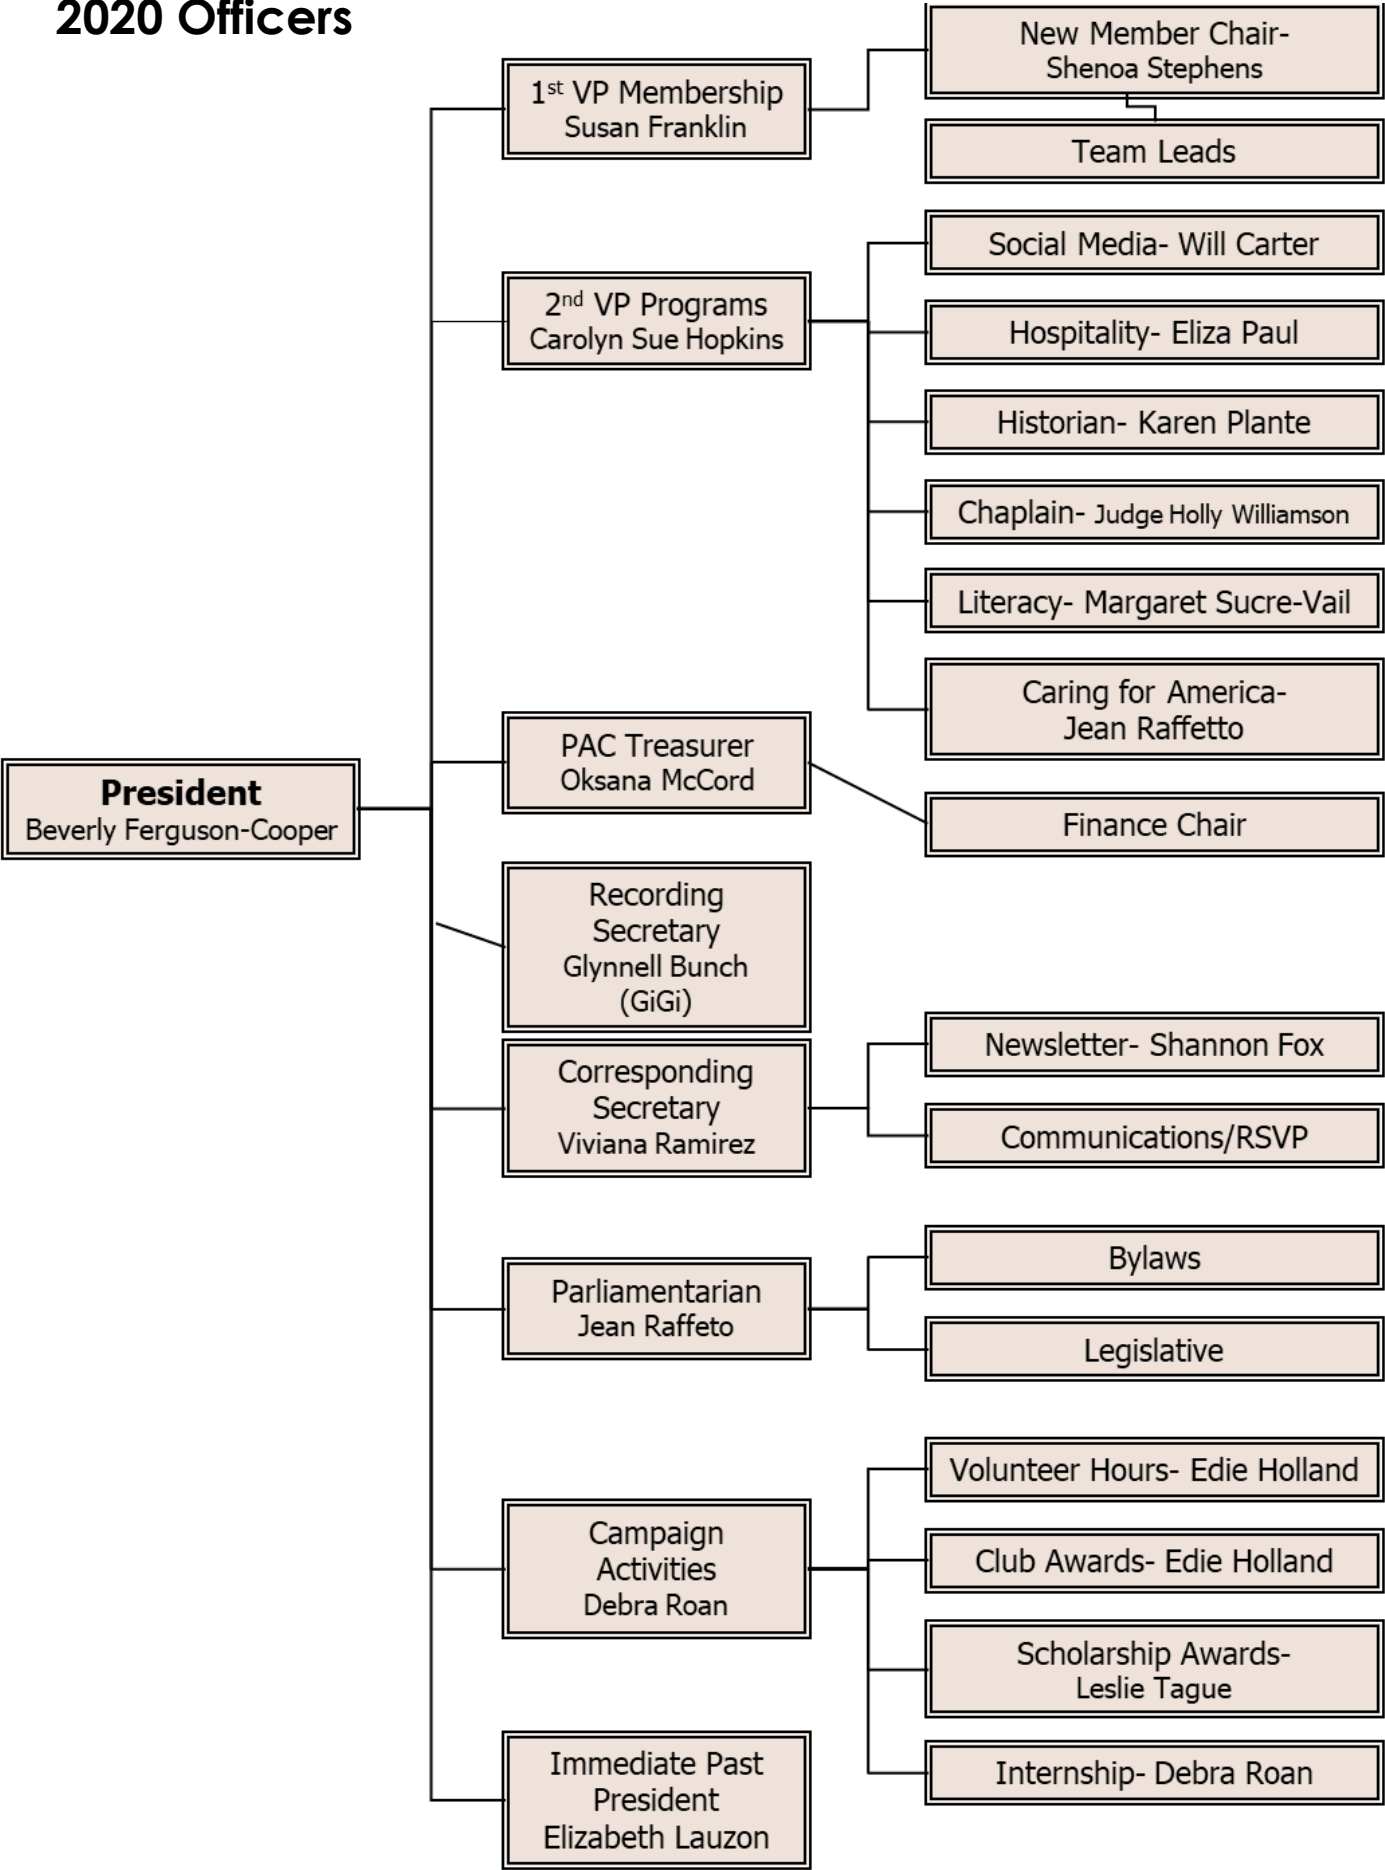 2020 Officers
President
Beverly Ferguson-Cooper
1st VP Membership
Susan Franklin
New Member Chair-
Shenoa Stephens
Team Leads
2nd VP Programs
Carolyn Sue Hopkins
Social Media- Will Carter
Hospitality- Eliza Paul
Historian- Karen Plante
Chaplain- Judge Holly Williamson
Literacy- Margaret Sucre-Vail
Caring for America-
Jean Raffetto
PAC Treasurer
Oksana McCord
Finance Chair
Recording
Secretary
Glynnell Bunch
(GiGi)
Corresponding
Secretary
Viviana Ramirez
Newsletter- Shannon Fox
Communications/RSVP
Parliamentarian
Jean Raffeto
Bylaws
Legislative
Campaign
Activities
Debra Roan
Volunteer Hours- Edie Holland
Club Awards- Edie Holland
Scholarship Awards-
Leslie Tague
Internship- Debra Roan
Immediate Past
President
Elizabeth Lauzon